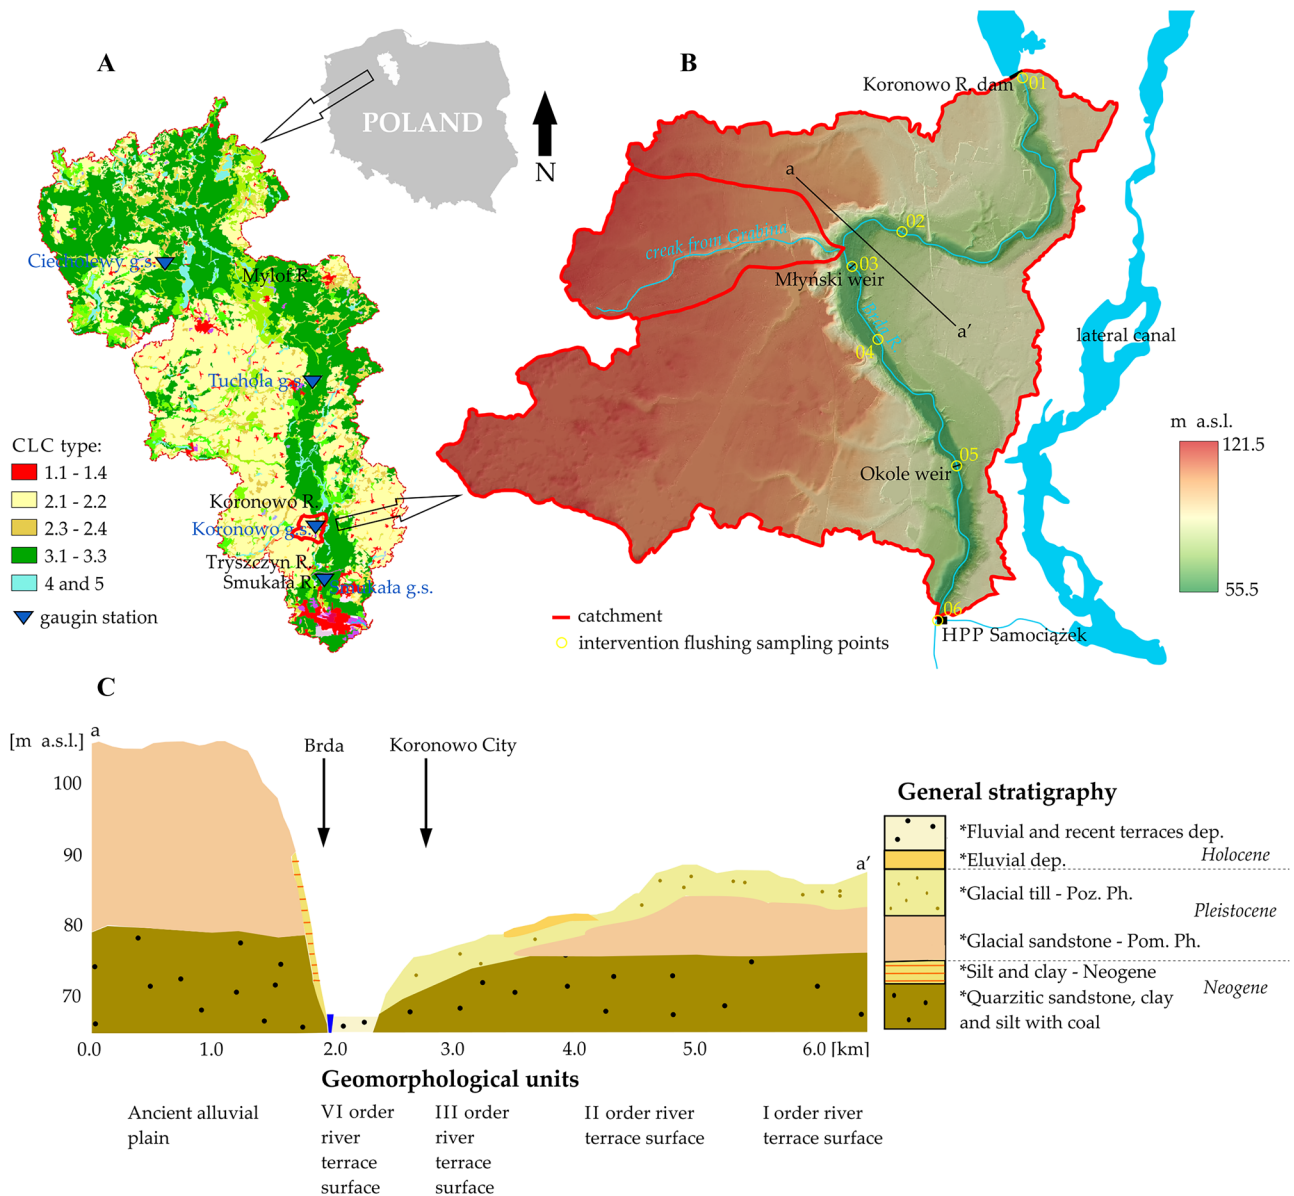 A
POLAND
N
Ciecholewy g.s.
Mylof R.
Tuchola g.s.
Koronowo R.
Koronowo g.s.
Tryszczyn R.
Smukała R.
Smukała g.s.
CLC type:
1.1 - 1.4
2.1 - 2.2
2.3 - 2.4
3.1 - 3.3
4 and 5
gaugin station
B
Koronowo R. dam
01
a
02
creak from Grabina
03
Młyński weir
a′
04
lateral canal
05
Okole weir
06
HPP Samociążek
m a.s.l.
121.5
55.5
catchment
intervention flushing sampling points
C
[m a.s.l.]
a
Brda
Koronowo City
100
90
80
70
a′
0.0 1.0 2.0 3.0 4.0 5.0 6.0 [km]
General stratigraphy
*Fluvial and recent terraces dep.
Holocene
*Eluvial dep.
*Glacial till - Poz. Ph.
Pleistocene
*Glacial sandstone - Pom. Ph.
*Silt and clay - Neogene
Neogene
*Quarzitic sandstone, clay
and silt with coal
Geomorphological units
Ancient alluvial
plain
VI order
river
terrace
surface
III order
river
terrace
surface
II order river
terrace surface
I order river
terrace surface